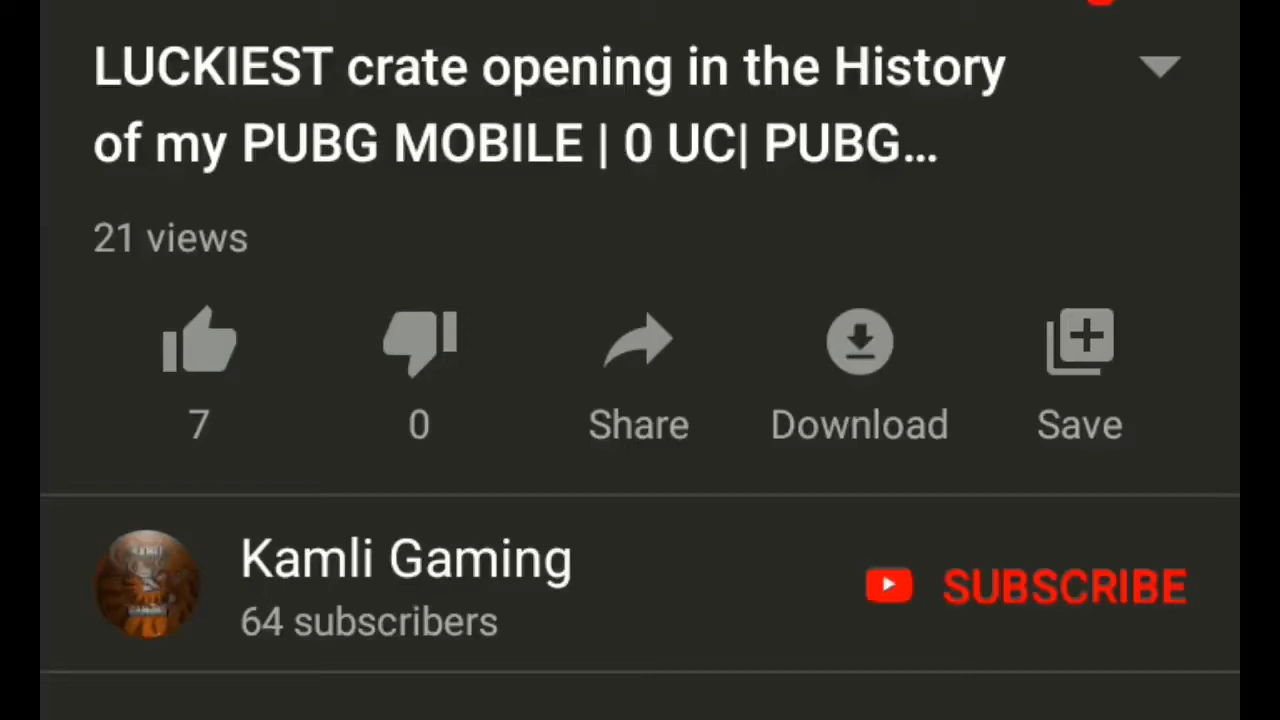 LUCKIEST crate opening in the History
of my PUBG MOBILE | 0 UC| PUBG...
21 views
7
0
Share
Download
Save
Kamli Gaming
64 subscribers
SUBSCRIBE